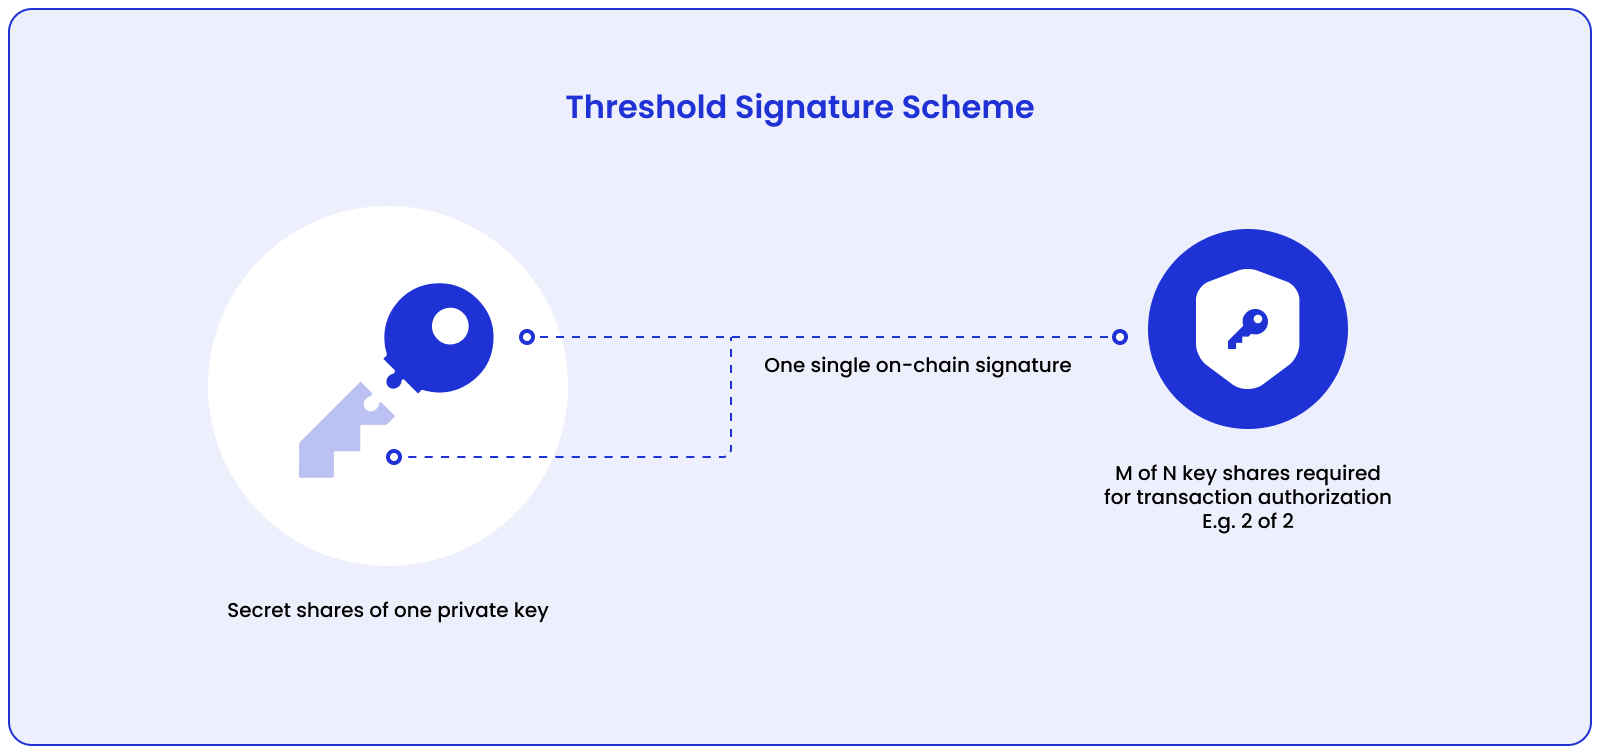 Threshold Signature Scheme
One single on-chain signature
M of N key shares required
for transaction authorization
E.g. 2 of 2
Secret shares of one private key